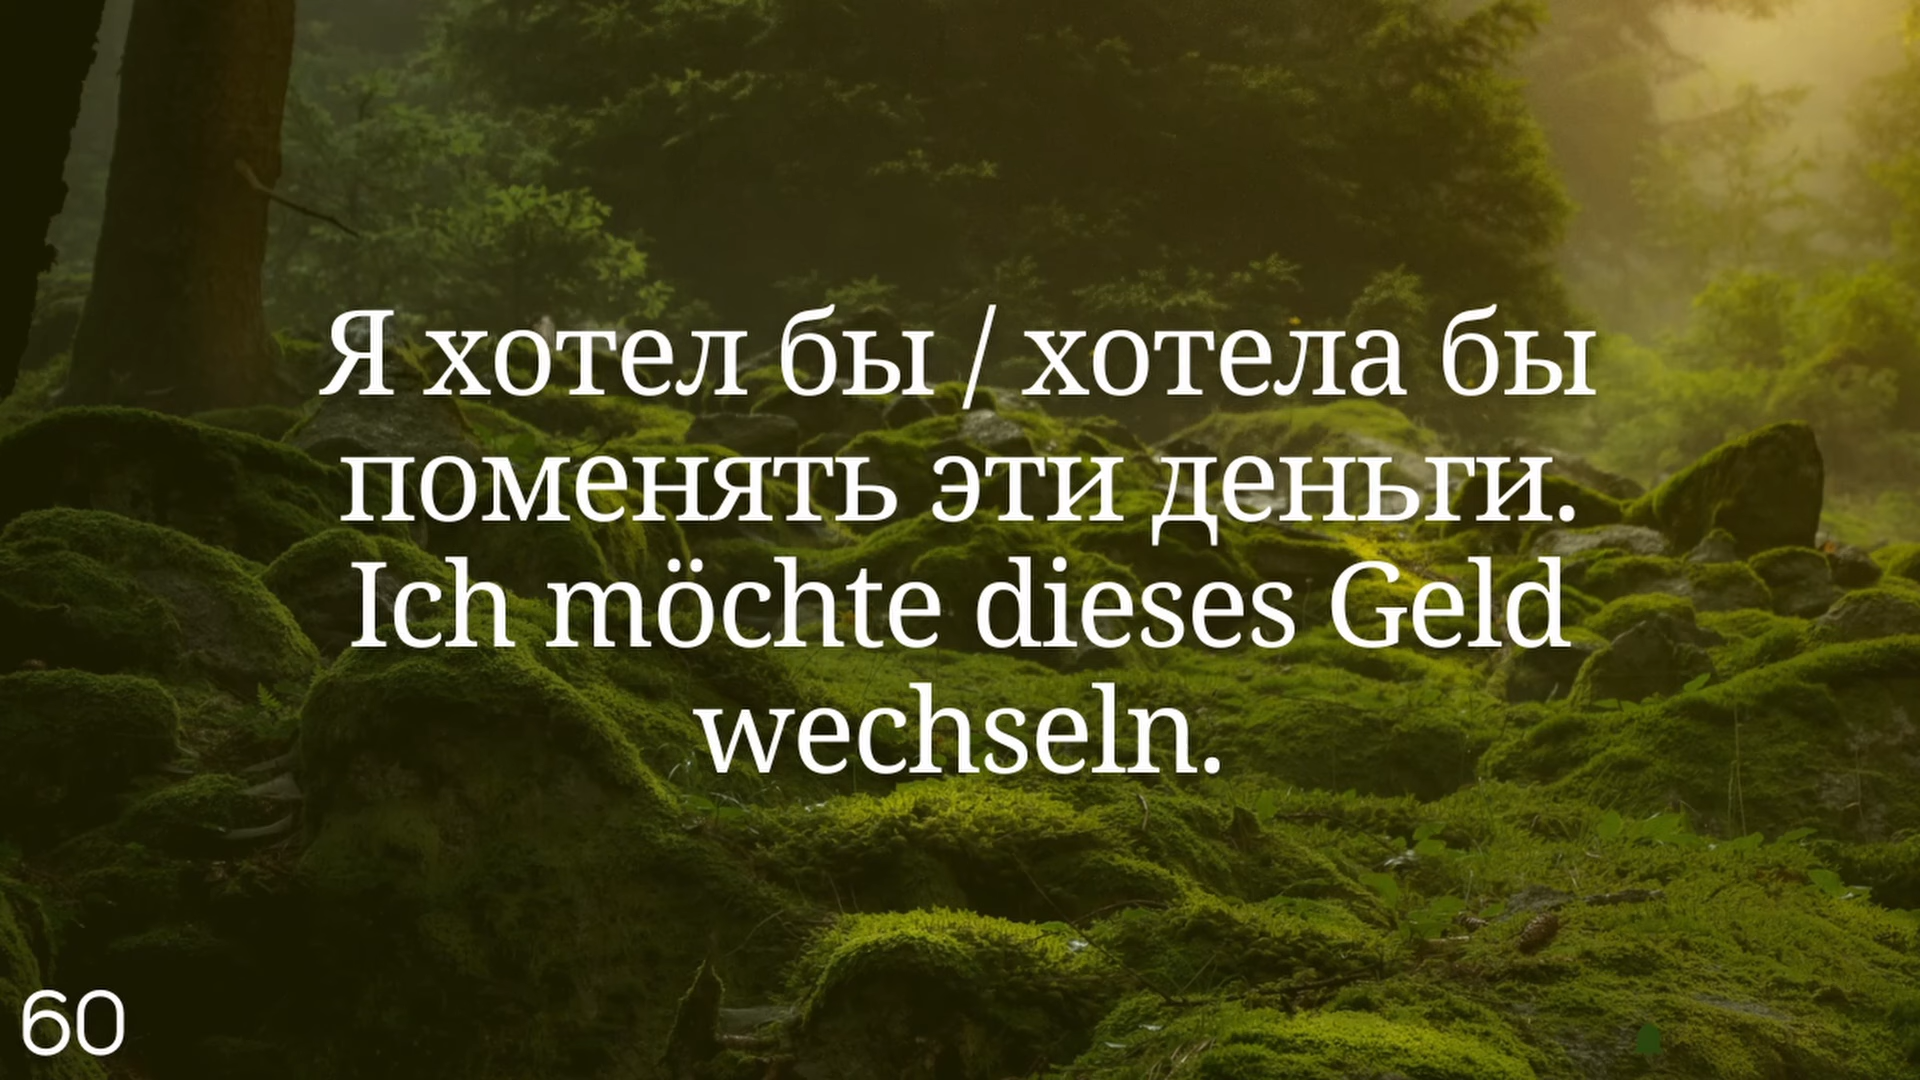 Я хотел бы / хотела бы
поменять эти деньги.
Ich möchte dieses Geld
wechseln.
60